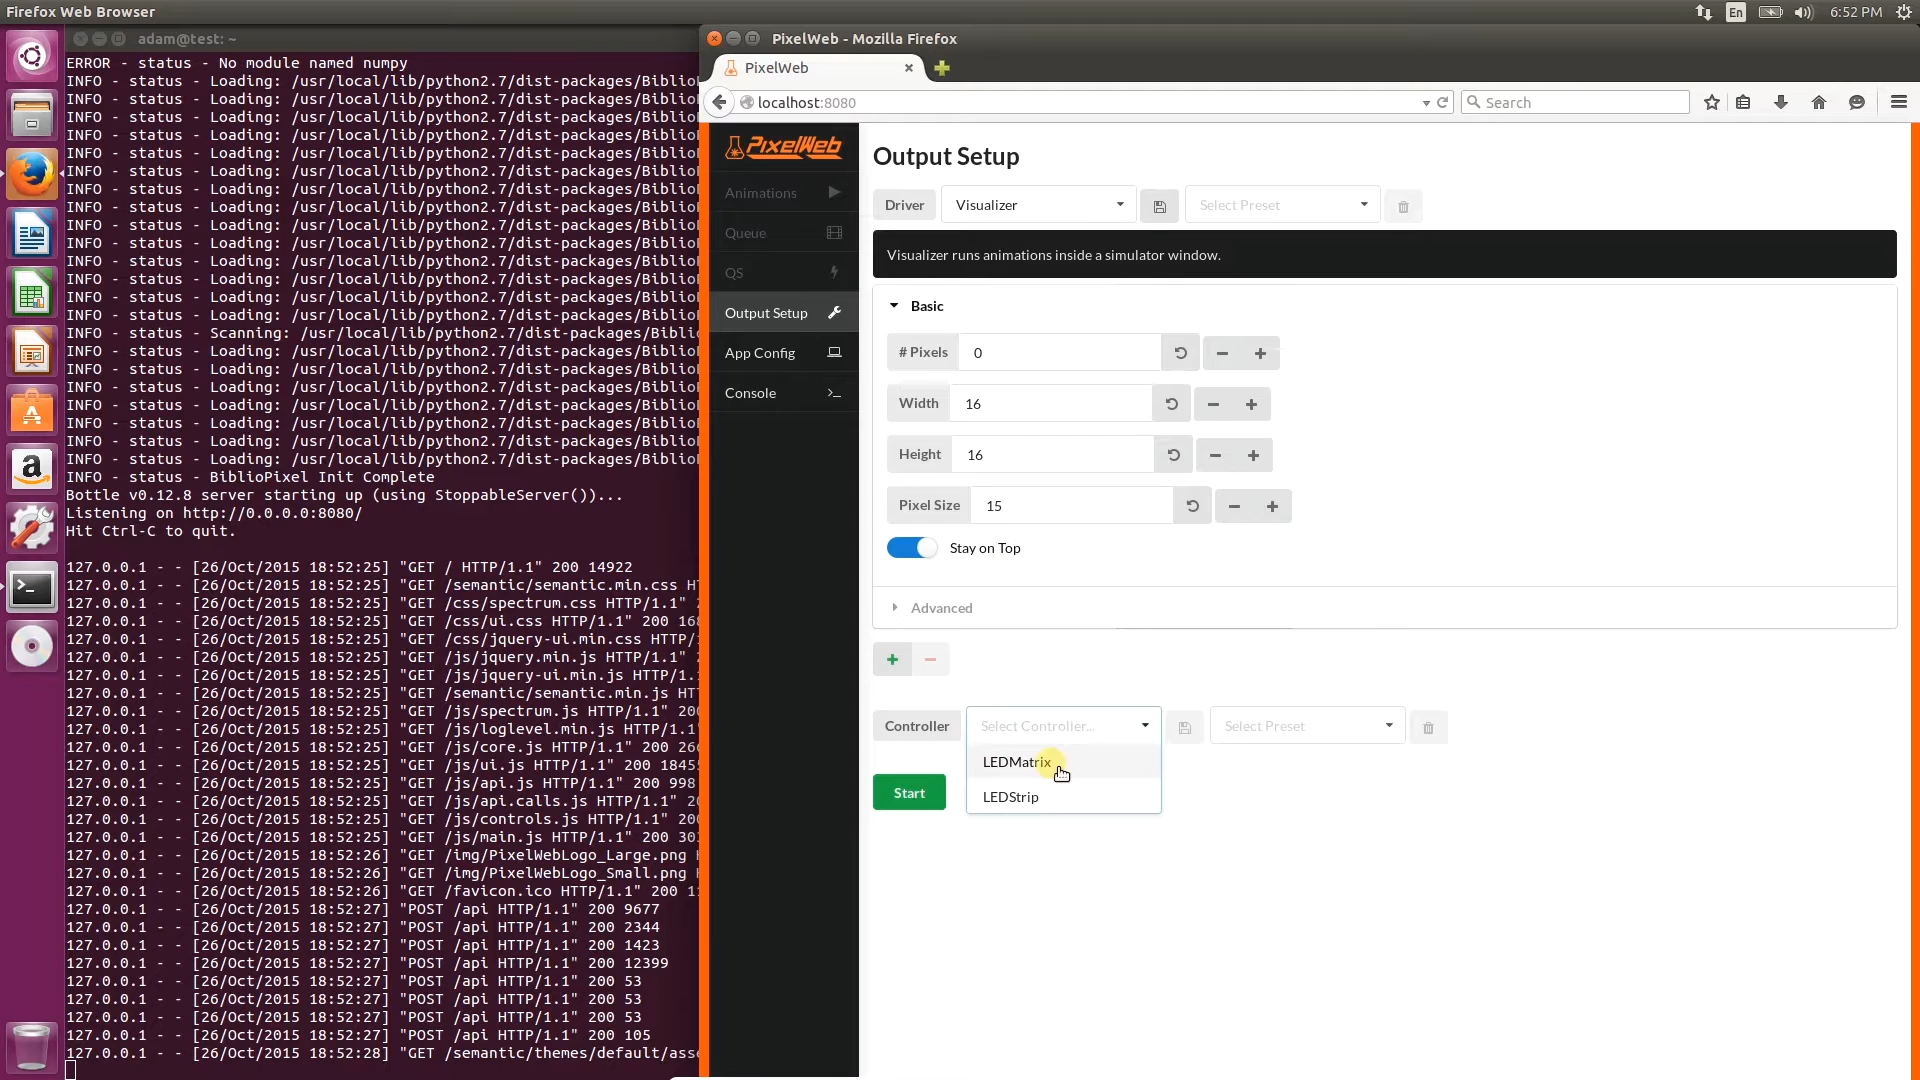 Firefox Web Browser
En
6:52 PM
adam@test: ~
ERROR - status - No module named numpy
INFO - status - Loading: /usr/local/lib/python2.7/dist-packages/Biblio
INFO - status - Loading: /usr/local/lib/python2.7/dist-packages/Biblio
INFO - status - Loading: /usr/local/lib/python2.7/dist-packages/Biblio
INFO - status - Loading: /usr/local/lib/python2.7/dist-packages/Biblio
INFO - status - Loading: /usr/local/lib/python2.7/dist-packages/Biblio
INFO - status - Loading: /usr/local/lib/python2.7/dist-packages/Biblio
INFO - status - Loading: /usr/local/lib/python2.7/dist-packages/Biblio
INFO - status - Loading: /usr/local/lib/python2.7/dist-packages/Biblio
INFO - status - Loading: /usr/local/lib/python2.7/dist-packages/Biblio
INFO - status - Loading: /usr/local/lib/python2.7/dist-packages/Biblio
INFO - status - Loading: /usr/local/lib/python2.7/dist-packages/Biblio
INFO - status - Loading: /usr/local/lib/python2.7/dist-packages/Biblio
INFO - status - Loading: /usr/local/lib/python2.7/dist-packages/Biblio
INFO - status - Loading: /usr/local/lib/python2.7/dist-packages/Biblio
INFO - status - Scanning: /usr/local/lib/python2.7/dist-packages/Bibli
INFO - status - Loading: /usr/local/lib/python2.7/dist-packages/Biblio
INFO - status - Loading: /usr/local/lib/python2.7/dist-packages/Biblio
INFO - status - Loading: /usr/local/lib/python2.7/dist-packages/Biblio
INFO - status - Loading: /usr/local/lib/python2.7/dist-packages/Biblio
INFO - status - Loading: /usr/local/lib/python2.7/dist-packages/Biblio
INFO - status - Loading: /usr/local/lib/python2.7/dist-packages/Biblio
INFO - status - Loading: /usr/local/lib/python2.7/dist-packages/Biblio
INFO - status - BiblioPixel Init Complete
Bottle v0.12.8 server starting up (using StoppableServer())...
Listening on http://0.0.0.0:8080/
Hit Ctrl-C to quit.
127.0.0.1 - - [26/Oct/2015 18:52:25] "GET / HTTP/1.1" 200 14922
127.0.0.1 - - [26/Oct/2015 18:52:25] "GET /semantic/semantic.min.css HT
127.0.0.1 - - [26/Oct/2015 18:52:25] "GET /css/spectrum.css HTTP/1.1" 2
127.0.0.1 - - [26/Oct/2015 18:52:25] "GET /css/ui.css HTTP/1.1" 200 168
127.0.0.1 - - [26/Oct/2015 18:52:25] "GET /css/jquery-ui.min.css HTTP/1
127.0.0.1 - - [26/Oct/2015 18:52:25] "GET /js/jquery.min.js HTTP/1.1" 2
127.0.0.1 - - [26/Oct/2015 18:52:25] "GET /js/jquery-ui.min.js HTTP/1.1
127.0.0.1 - - [26/Oct/2015 18:52:25] "GET /semantic/semantic.min.js HTT
127.0.0.1 - - [26/Oct/2015 18:52:25] "GET /js/spectrum.js HTTP/1.1" 200
127.0.0.1 - - [26/Oct/2015 18:52:25] "GET /js/loglevel.min.js HTTP/1.1"
127.0.0.1 - - [26/Oct/2015 18:52:25] "GET /js/core.js HTTP/1.1" 200 266
127.0.0.1 - - [26/Oct/2015 18:52:25] "GET /js/ui.js HTTP/1.1" 200 18455
127.0.0.1 - - [26/Oct/2015 18:52:25] "GET /js/api.js HTTP/1.1" 200 998
127.0.0.1 - - [26/Oct/2015 18:52:25] "GET /js/api.calls.js HTTP/1.1" 20
127.0.0.1 - - [26/Oct/2015 18:52:25] "GET /js/controls.js HTTP/1.1" 200
127.0.0.1 - - [26/Oct/2015 18:52:25] "GET /js/main.js HTTP/1.1" 200 303
127.0.0.1 - - [26/Oct/2015 18:52:26] "GET /img/PixelWebLogo_Large.png H
127.0.0.1 - - [26/Oct/2015 18:52:26] "GET /img/PixelWebLogo_Small.png H
127.0.0.1 - - [26/Oct/2015 18:52:26] "GET /favicon.ico HTTP/1.1" 200 11
127.0.0.1 - - [26/Oct/2015 18:52:27] "POST /api HTTP/1.1" 200 9677
127.0.0.1 - - [26/Oct/2015 18:52:27] "POST /api HTTP/1.1" 200 2344
127.0.0.1 - - [26/Oct/2015 18:52:27] "POST /api HTTP/1.1" 200 1423
127.0.0.1 - - [26/Oct/2015 18:52:27] "POST /api HTTP/1.1" 200 12399
127.0.0.1 - - [26/Oct/2015 18:52:27] "POST /api HTTP/1.1" 200 53
127.0.0.1 - - [26/Oct/2015 18:52:27] "POST /api HTTP/1.1" 200 53
127.0.0.1 - - [26/Oct/2015 18:52:27] "POST /api HTTP/1.1" 200 53
127.0.0.1 - - [26/Oct/2015 18:52:27] "POST /api HTTP/1.1" 200 105
127.0.0.1 - - [26/Oct/2015 18:52:28] "GET /semantic/themes/default/asse
PixelWeb - Mozilla Firefox
PixelWeb
localhost:8080
Search
PixelWeb
Animations
Queue
QS
Output Setup
App Config
Console
Output Setup
Driver
Visualizer
Select Preset
Visualizer runs animations inside a simulator window.
Basic
# Pixels
0
Width
16
Height
16
Pixel Size
15
Stay on Top
Advanced
Controller
Select Controller...
Select Preset
LEDMatrix
LEDStrip
Start